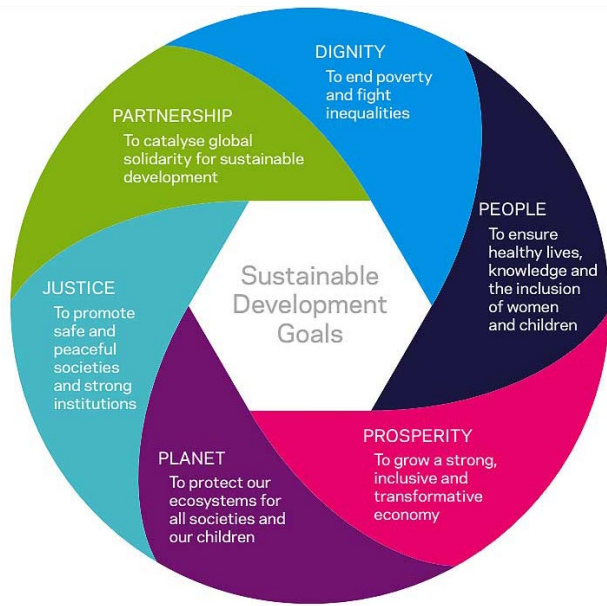 DIGNITY
To end poverty
and fight
inequalities
PEOPLE
To ensure
healthy lives,
knowledge and
the inclusion
of women
and children
PROSPERITY
To grow a strong,
inclusive and
transformative
economy
PLANET
To protect our
ecosystems for
all societies and
our children
JUSTICE
To promote
safe and
peaceful
societies
and strong
institutions
PARTNERSHIP
To catalyse global
solidarity for sustainable
development
Sustainable
Development
Goals